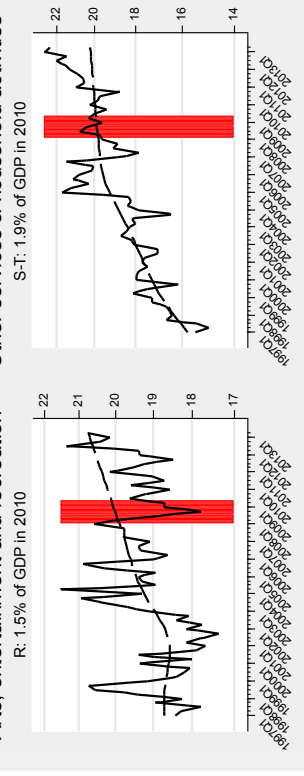 R: 1.5% of GDP in 2010
22
21
20
19
18
17
1997Q1
1998Q1
1999Q1
2000Q1
2001Q1
2002Q1
2003Q1
2004Q1
2005Q1
2006Q1
2007Q1
2008Q1
2009Q1
2010Q1
2011Q1
2012Q1
2013Q1
S-T: 1.9% of GDP in 2010
22
20
18
16
14
1997Q1
1998Q1
1999Q1
2000Q1
2001Q1
2002Q1
2003Q1
2004Q1
2005Q1
2006Q1
2007Q1
2008Q1
2009Q1
2010Q1
2011Q1
2012Q1
2013Q1